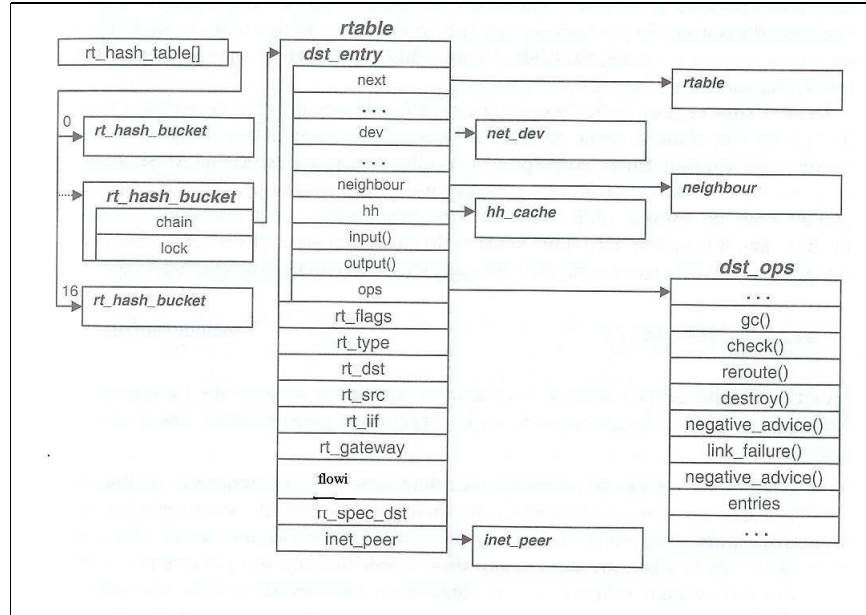 rtable
rt_hash_table[]
dst_entry
next
rtable
...
0
rt_hash_bucket
dev
net_dev
...
rt_hash_bucket
neighbour
neighbour
chain
hh
hh_cache
lock
input()
output()
dst_ops
16
rt_hash_bucket
ops
...
rt_flags
gc()
rt_type
check()
rt_dst
reroute()
rt_src
destroy()
rt_iif
negative_advice()
rt_gateway
link_failure()
flowi
negative_advice()
rt_spec_dst
entries
inet_peer
inet_peer
...